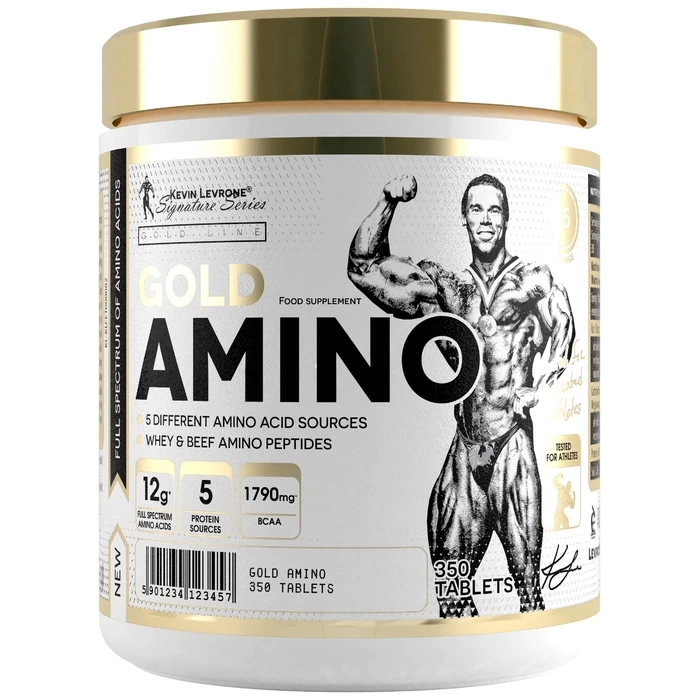 FULL SPECTRUM OF AMINO ACIDS
NEW
KEVIN LEVRONE®
Signature Series
GOLD LINE
GOLD
FOOD SUPPLEMENT
AMINO
5 DIFFERENT AMINO ACID SOURCES
WHEY & BEEF AMINO PEPTIDES
12g*
FULL SPECTRUM
AMINO ACIDS
5
PROTEIN
SOURCES
1790mg*
BCAA
TESTED
FOR ATHLETES
5 901234 123457
GOLD AMINO
350 TABLETS
350
TABLETS